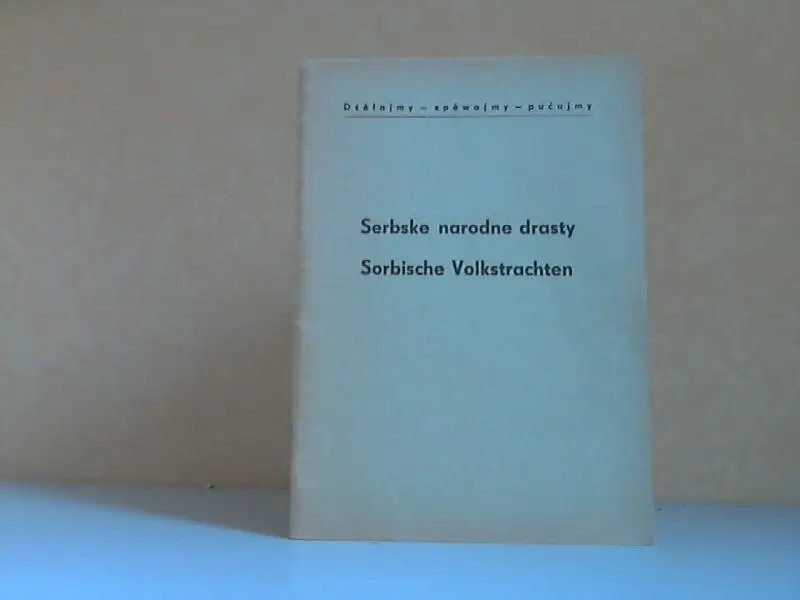 Dźěłajmy – spěwajmy – pućujmy
Serbske narodne drasty
Sorbische Volkstrachten